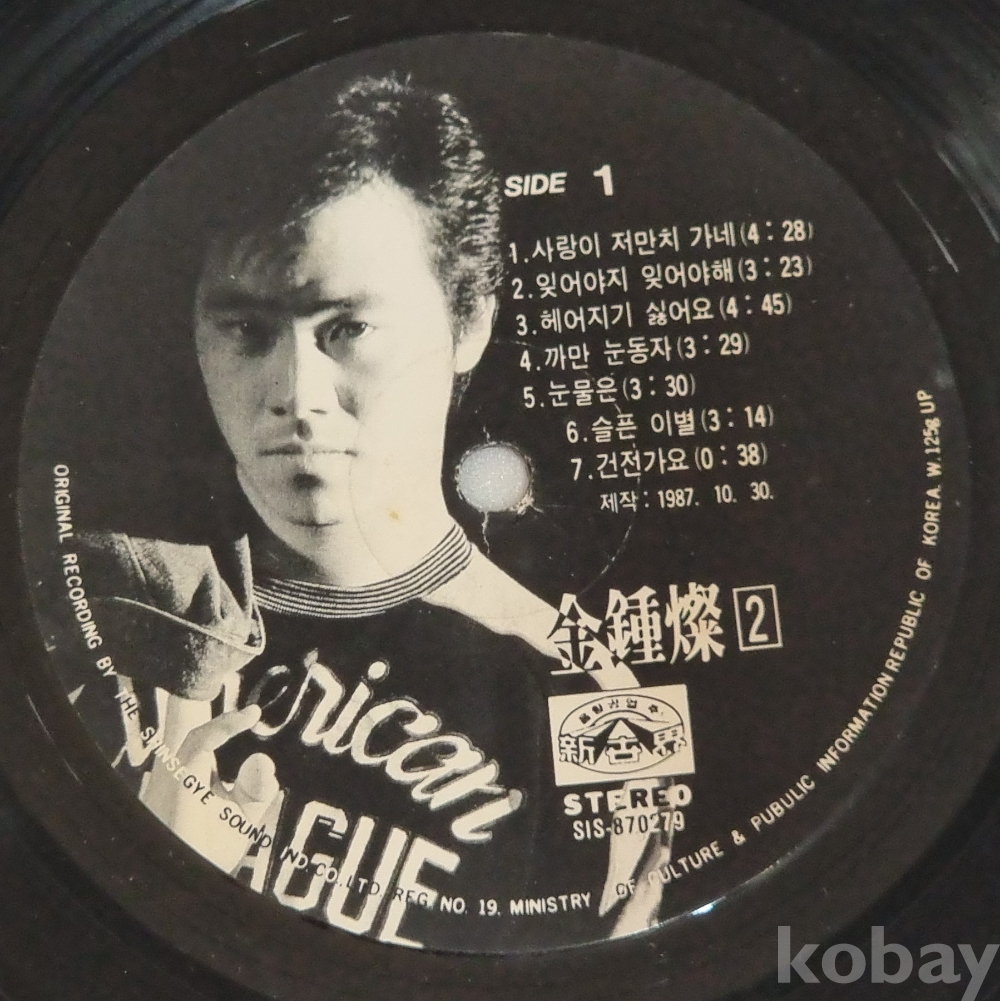 SIDE 1
1.사랑이 저만치 가네(4:28)
2.잊어야지 잊어야해(3:23)
3.헤어지기 싫어요(4:45)
4.까만 눈동자(3:29)
5.눈물은(3:30)
6.슬픈 이별(3:14)
7.건전가요(0:38)
제작:1987. 10. 30.
金鍾燦 2
新世界
STEREO
SIS-870279
erican
AGUE
ORIGINAL RECORDING BY THE SHINSEGYE SOUND IND.CO.,LTD. REG. NO. 19. MINISTRY OF CULTURE & PUBULIC INFORMATION REPUBLIC OF KOREA. W.125g UP
kobay